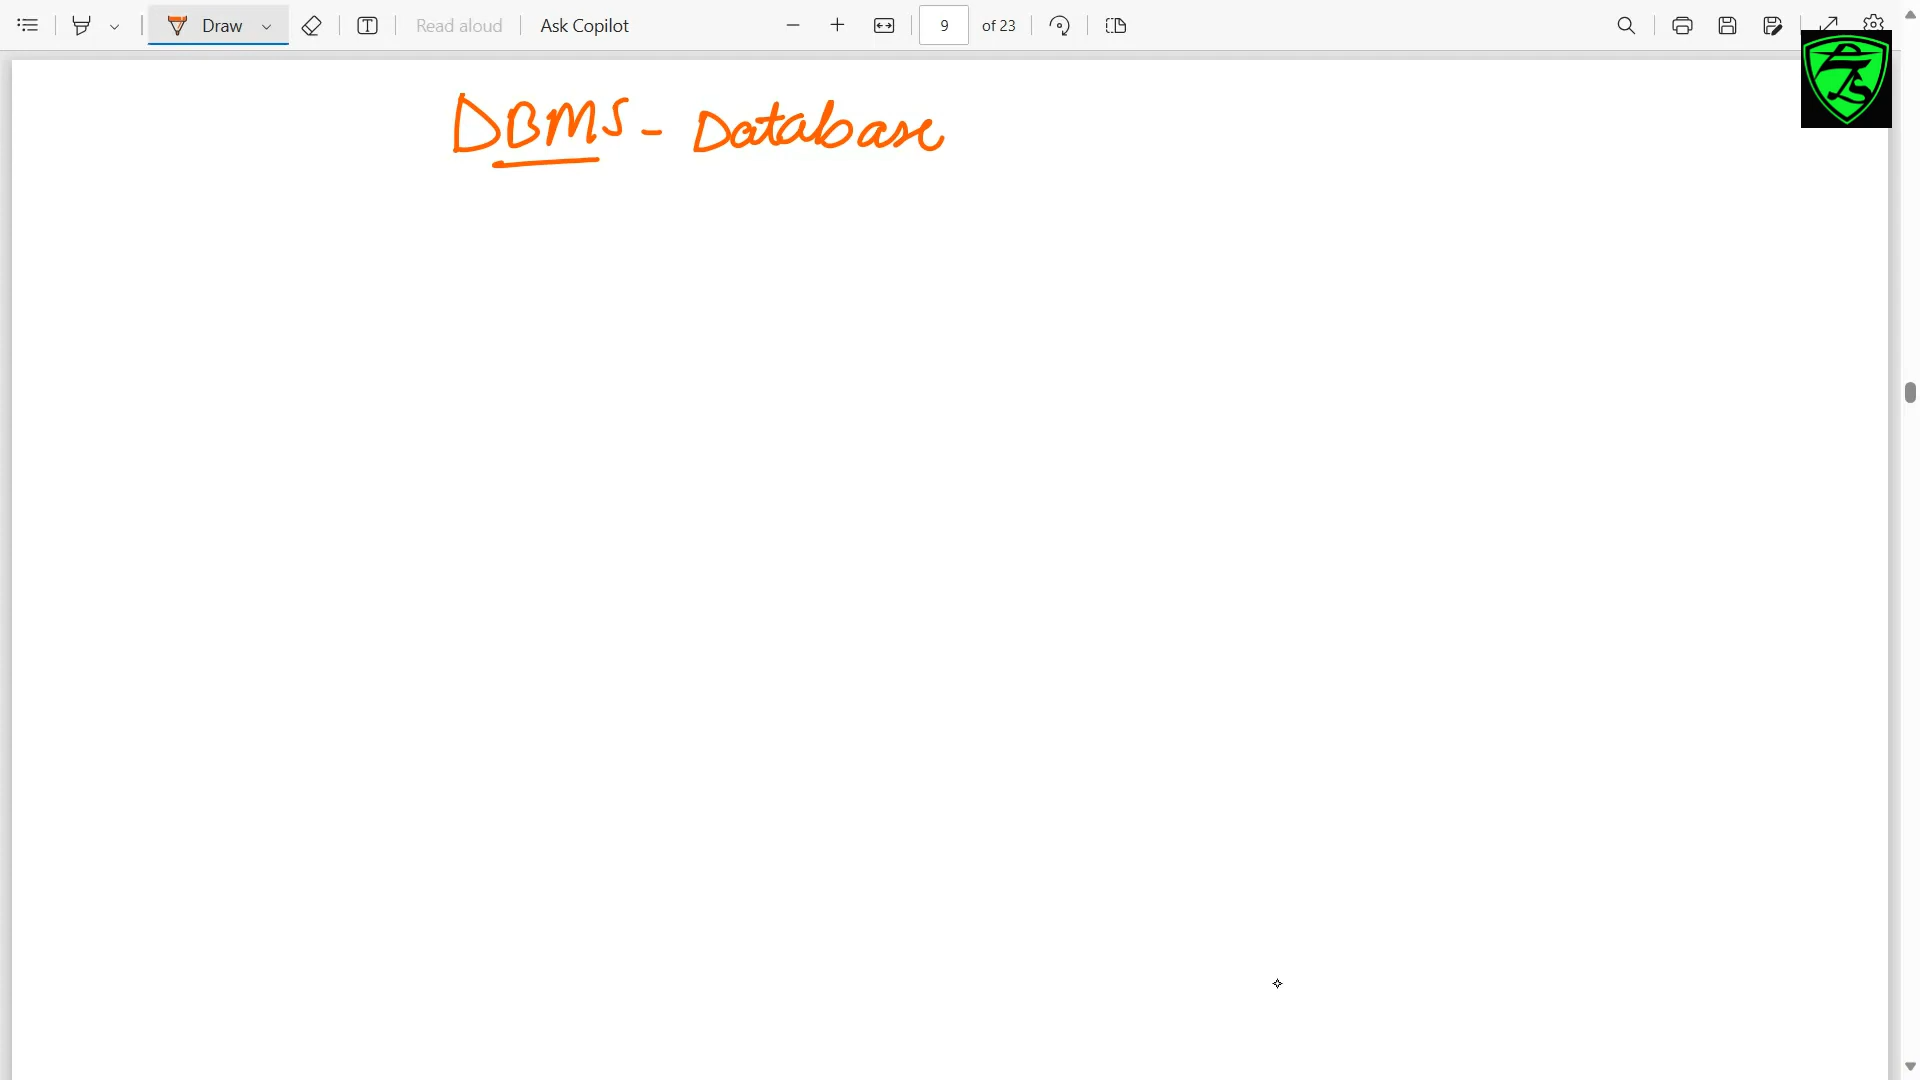 Draw
Read aloud
Ask Copilot
9 of 23
DBMS - Database